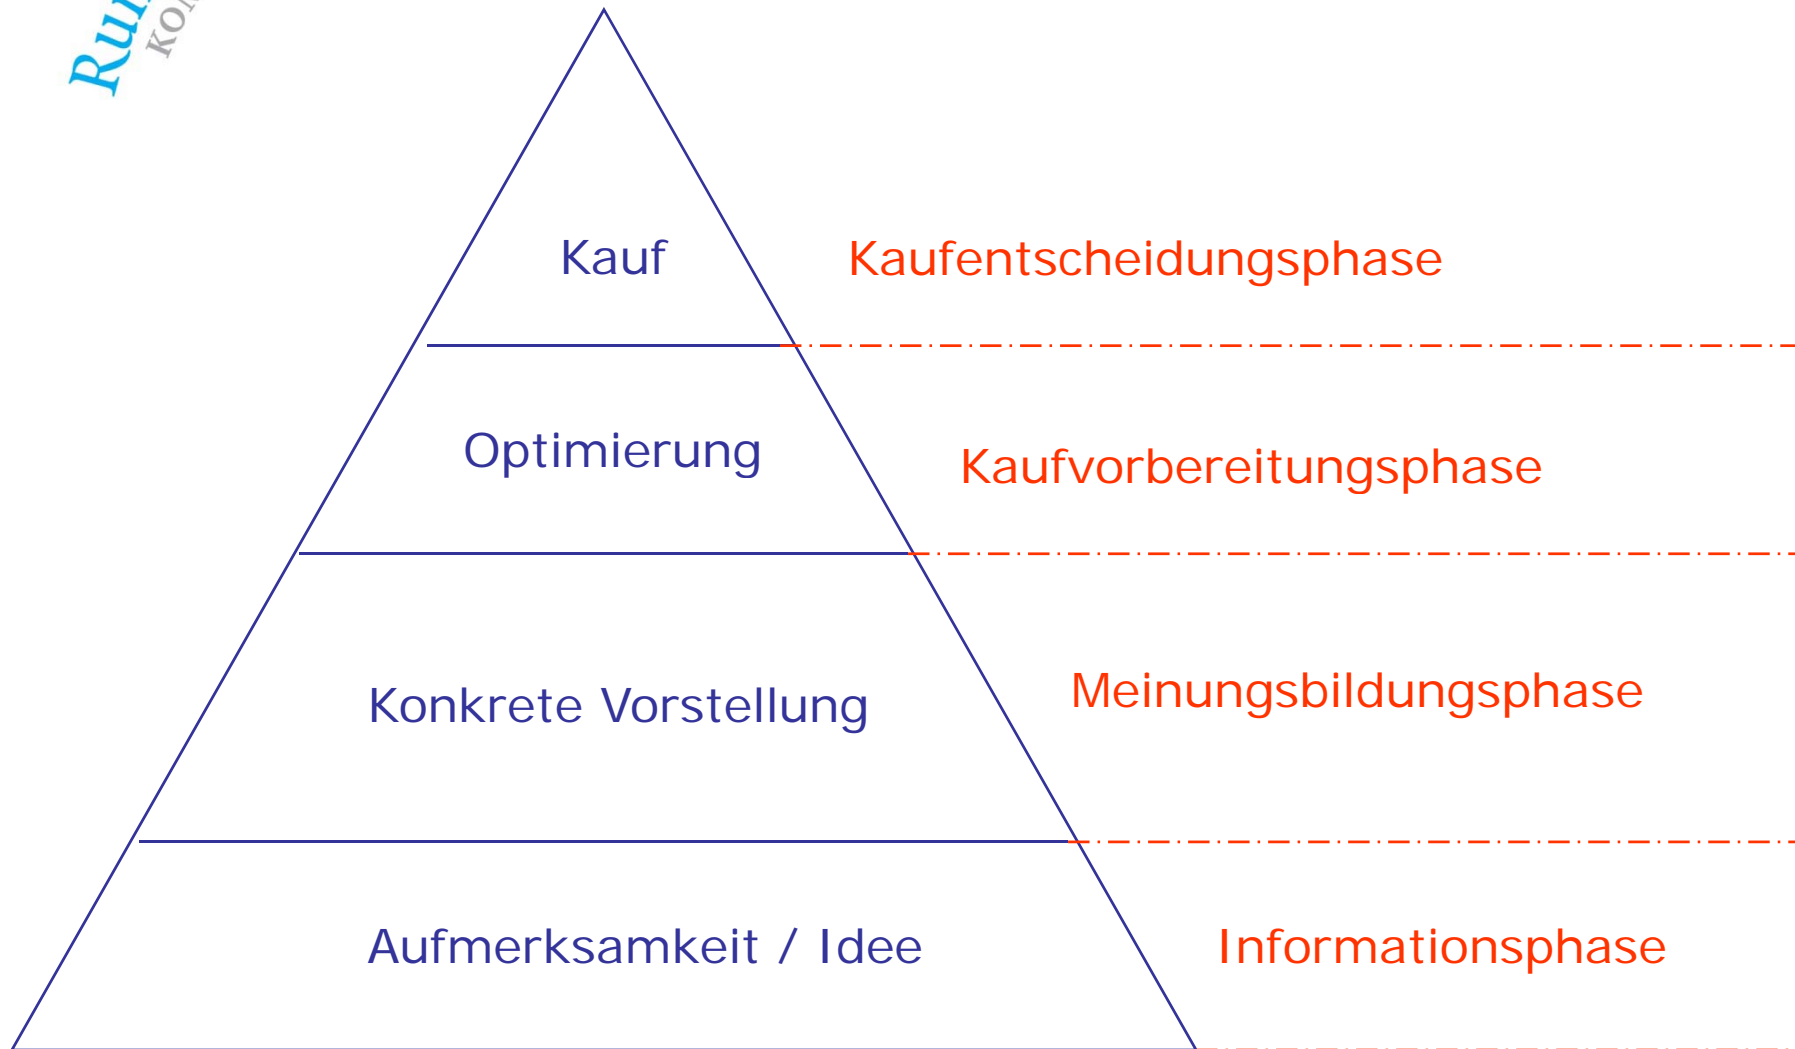 Kauf
Kaufentscheidungsphase
Optimierung
Kaufvorbereitungsphase
Konkrete Vorstellung
Meinungsbildungsphase
Aufmerksamkeit / Idee
Informationsphase